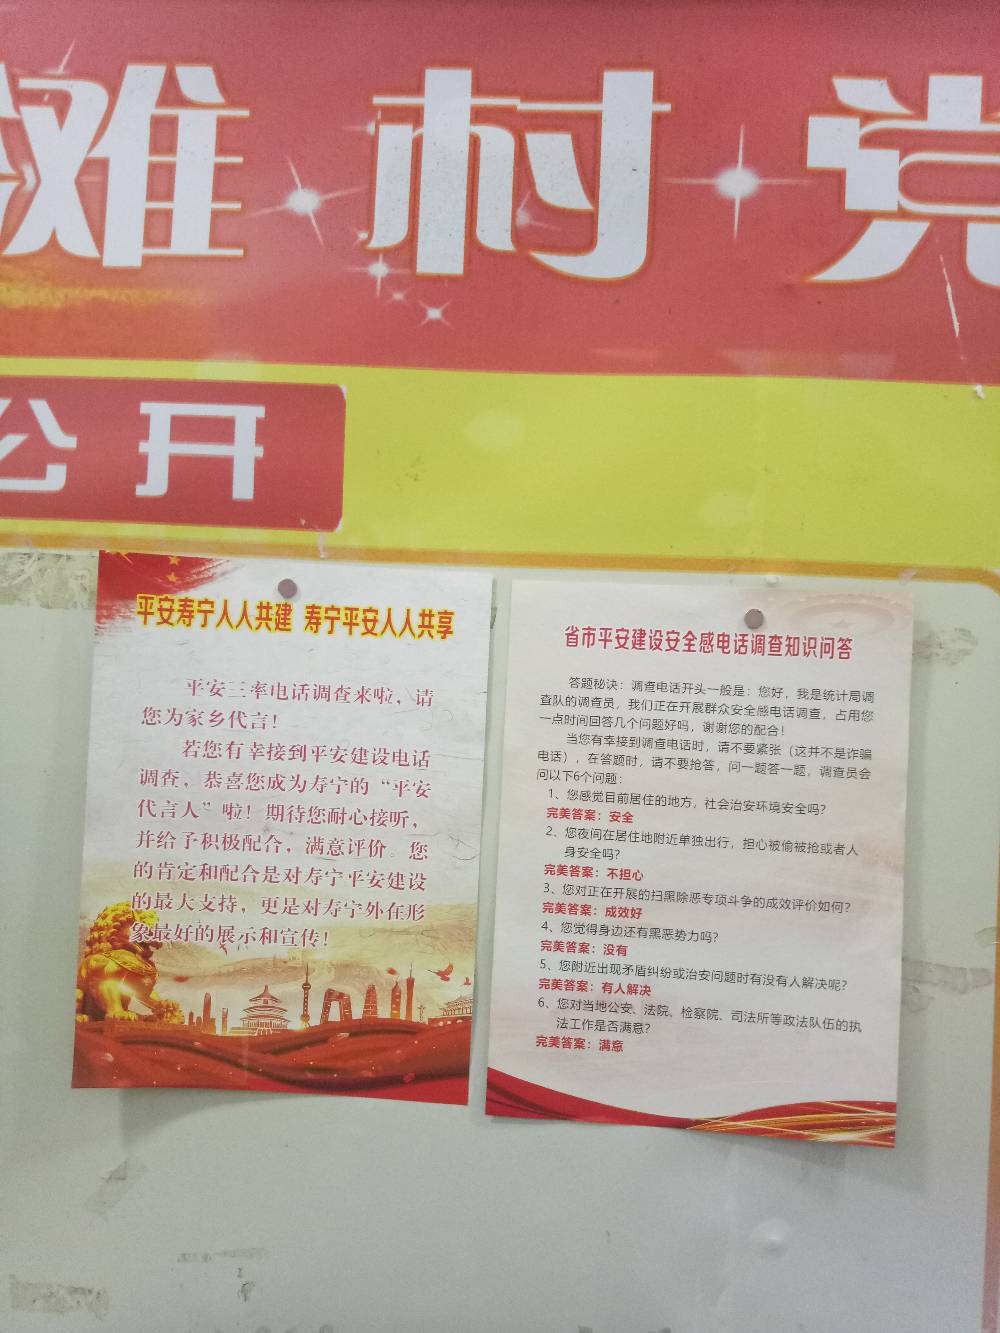 滩村党
公开
平安寿宁人人共建 寿宁平安人人共享
平安三率电话调查来啦，请
您为家乡代言！
若您有幸接到平安建设电话
调查，恭喜您成为寿宁的“平安
代言人”啦！期待您耐心接听，
并给予积极配合，满意评价。您
的肯定和配合是对寿宁平安建设
的最大支持，更是对寿宁外在形
象最好的展示和宣传！
省市平安建设安全感电话调查知识问答
答题秘诀：调查电话开头一般是：您好，我是统计局调
查队的调查员，我们正在开展群众安全感电话调查，占用您
一点时间回答几个问题好吗，谢谢您的配合！
当您有幸接到调查电话时，请不要紧张（这并不是诈骗
电话），在答题时，请不要抢答，问一题答一题，调查员会
问以下6个问题：
1、您感觉目前居住的地方，社会治安环境安全吗？
完美答案：安全
2、您夜间在居住地附近单独出行，担心被偷被抢或者人
身安全吗？
完美答案：不担心
3、您对正在开展的扫黑除恶专项斗争的成效评价如何？
完美答案：成效好
4、您觉得身边还有黑恶势力吗？
完美答案：没有
5、您附近出现矛盾纠纷或治安问题时有没有人解决呢？
完美答案：有人解决
6、您对当地公安、法院、检察院、司法所等政法队伍的执
法工作是否满意？
完美答案：满意